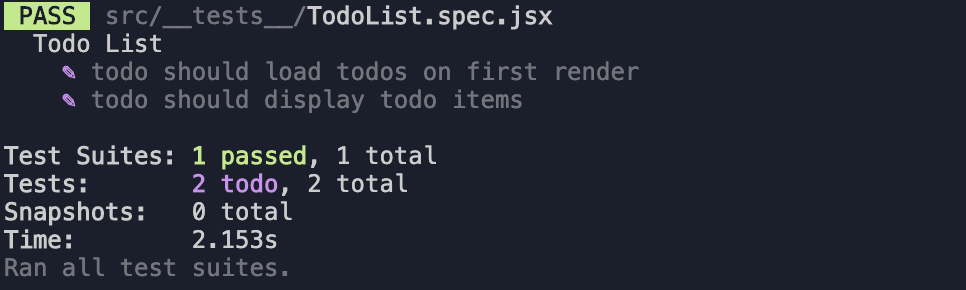 PASS src/__tests__/TodoList.spec.jsx
Todo List
✎ todo should load todos on first render
✎ todo should display todo items
Test Suites: 1 passed, 1 total
Tests: 2 todo, 2 total
Snapshots: 0 total
Time: 2.153s
Ran all test suites.